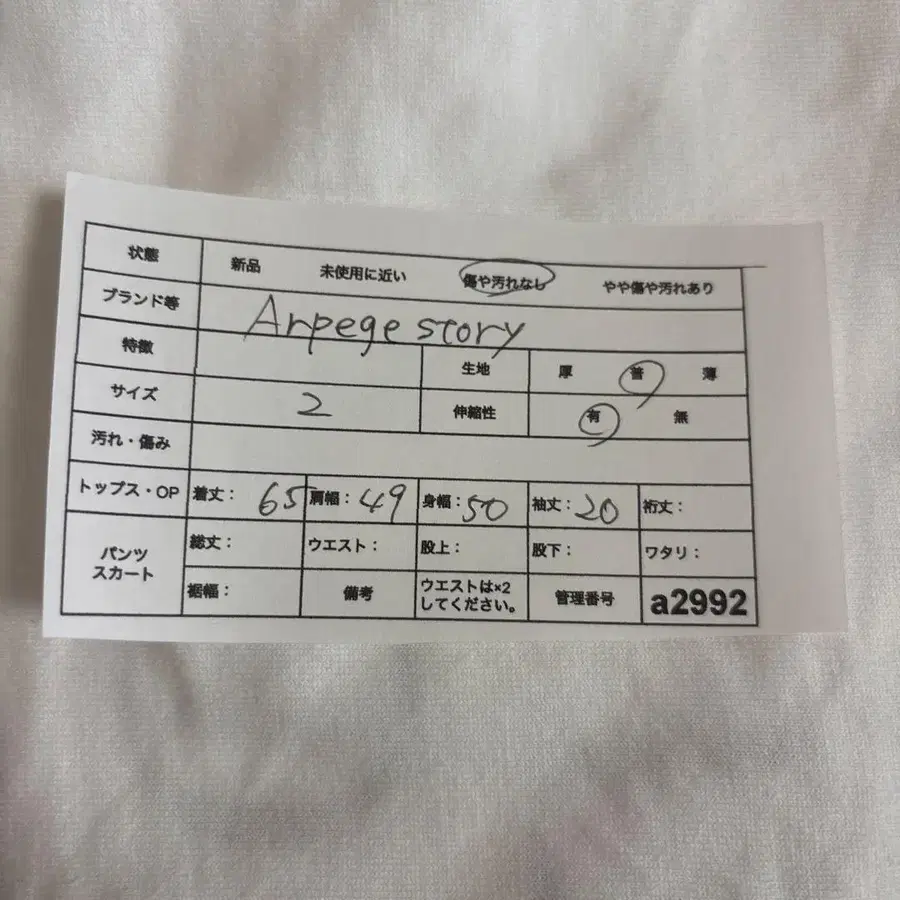 状態 新品 未使用に近い 傷や汚れなし やや傷や汚れあり
ブランド等 Arpege story
特徴 生地 厚 普 薄
サイズ 2 伸縮性 有 無
汚れ・傷み
トップス・OP 着丈: 65 肩幅: 49 身幅: 50 袖丈: 20 裄丈:
パンツ
スカート
総丈: ウエスト: 股上: 股下: ワタリ:
裾幅: 備考 ウエストは×2
してください。 管理番号 a2992